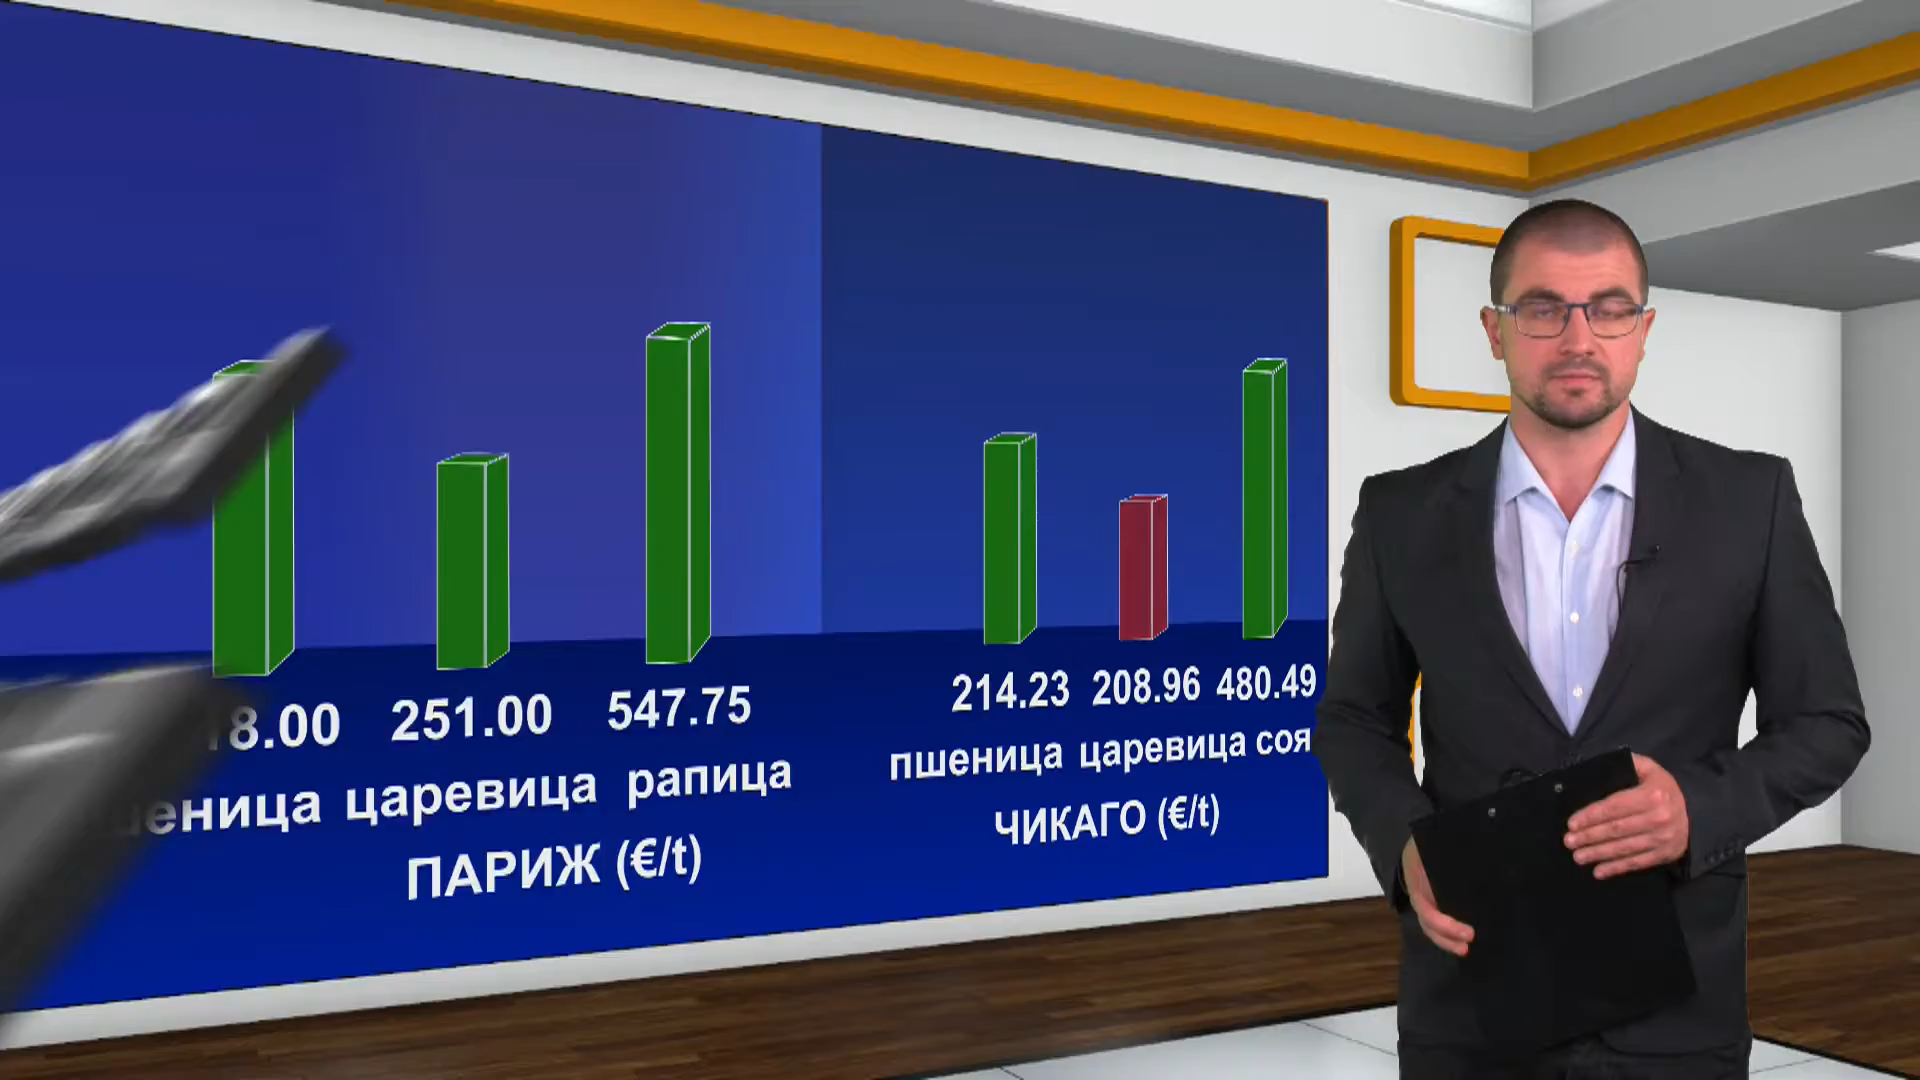 251.00 547.75
царевица рапица
ПАРИЖ (€/t)
214.23 208.96 480.49
пшеница царевица соя
ЧИКАГО (€/t)